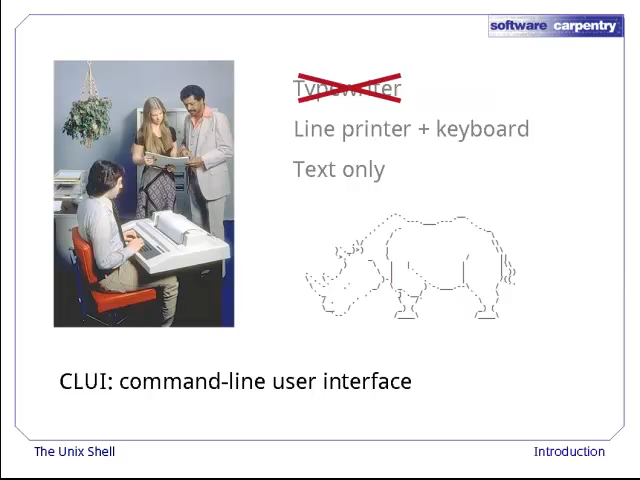 software carpentry
Typewriter
Line printer + keyboard
Text only
CLUI: command-line user interface
The Unix Shell
Introduction